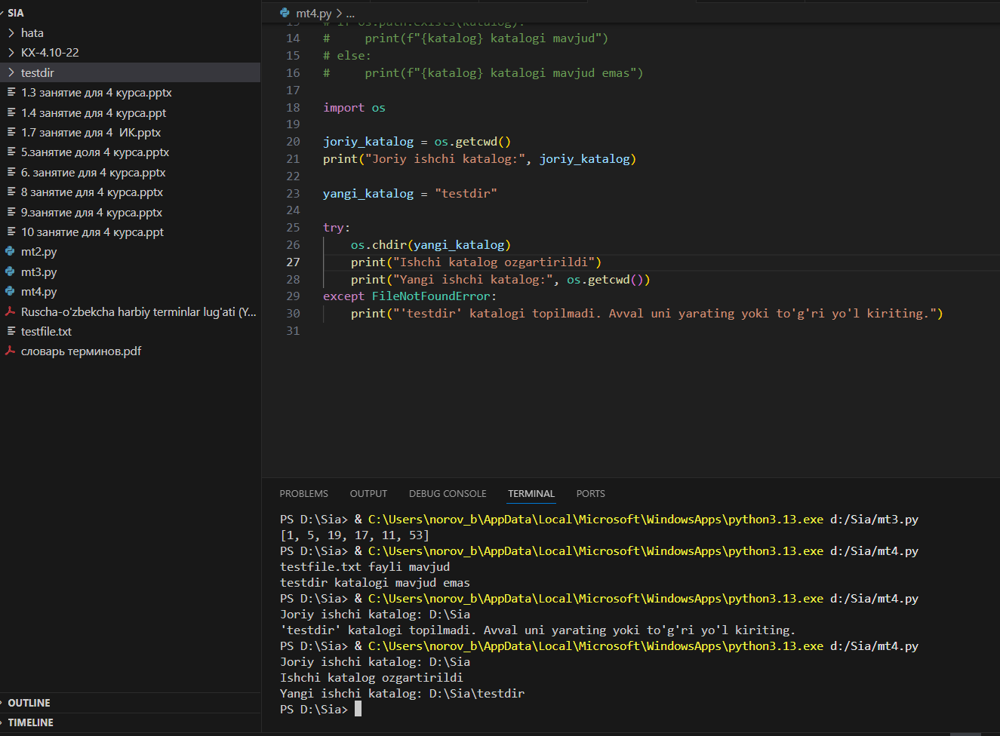 SIA
hata
KX-4.10-22
testdir
1.3 занятие для 4 курса.pptx
1.4 занятие для 4 курса.ppt
1.7 занятие для 4  ИК.pptx
5.занятие доля 4 курса.pptx
6. занятие для 4 курса.pptx
8 занятие для 4 курса.pptx
9.занятие для 4 курса.pptx
10 занятие для 4 курса.ppt
mt2.py
mt3.py
mt4.py
Ruscha-o'zbekcha harbiy terminlar lug'ati (Y...
testfile.txt
словарь терминов.pdf
OUTLINE
TIMELINE
mt4.py > ...
13 # if os.path.exists(katalog):
14 #     print(f"{katalog} katalogi mavjud")
15 # else:
16 #     print(f"{katalog} katalogi mavjud emas")
17
18 import os
19
20 joriy_katalog = os.getcwd()
21 print("Joriy ishchi katalog:", joriy_katalog)
22
23 yangi_katalog = "testdir"
24
25 try:
26     os.chdir(yangi_katalog)
27     print("Ishchi katalog ozgartirildi")
28     print("Yangi ishchi katalog:", os.getcwd())
29 except FileNotFoundError:
30     print("'testdir' katalogi topilmadi. Avval uni yarating yoki to'g'ri yo'l kiriting.")
31
PROBLEMS OUTPUT DEBUG CONSOLE TERMINAL PORTS
PS D:\Sia> & C:\Users\norov_b\AppData\Local\Microsoft\WindowsApps\python3.13.exe d:/Sia/mt3.py
[1, 5, 19, 17, 11, 53]
PS D:\Sia> & C:\Users\norov_b\AppData\Local\Microsoft\WindowsApps\python3.13.exe d:/Sia/mt4.py
testfile.txt fayli mavjud
testdir katalogi mavjud emas
PS D:\Sia> & C:\Users\norov_b\AppData\Local\Microsoft\WindowsApps\python3.13.exe d:/Sia/mt4.py
Joriy ishchi katalog: D:\Sia
'testdir' katalogi topilmadi. Avval uni yarating yoki to'g'ri yo'l kiriting.
PS D:\Sia> & C:\Users\norov_b\AppData\Local\Microsoft\WindowsApps\python3.13.exe d:/Sia/mt4.py
Joriy ishchi katalog: D:\Sia
Ishchi katalog ozgartirildi
Yangi ishchi katalog: D:\Sia\testdir
PS D:\Sia>